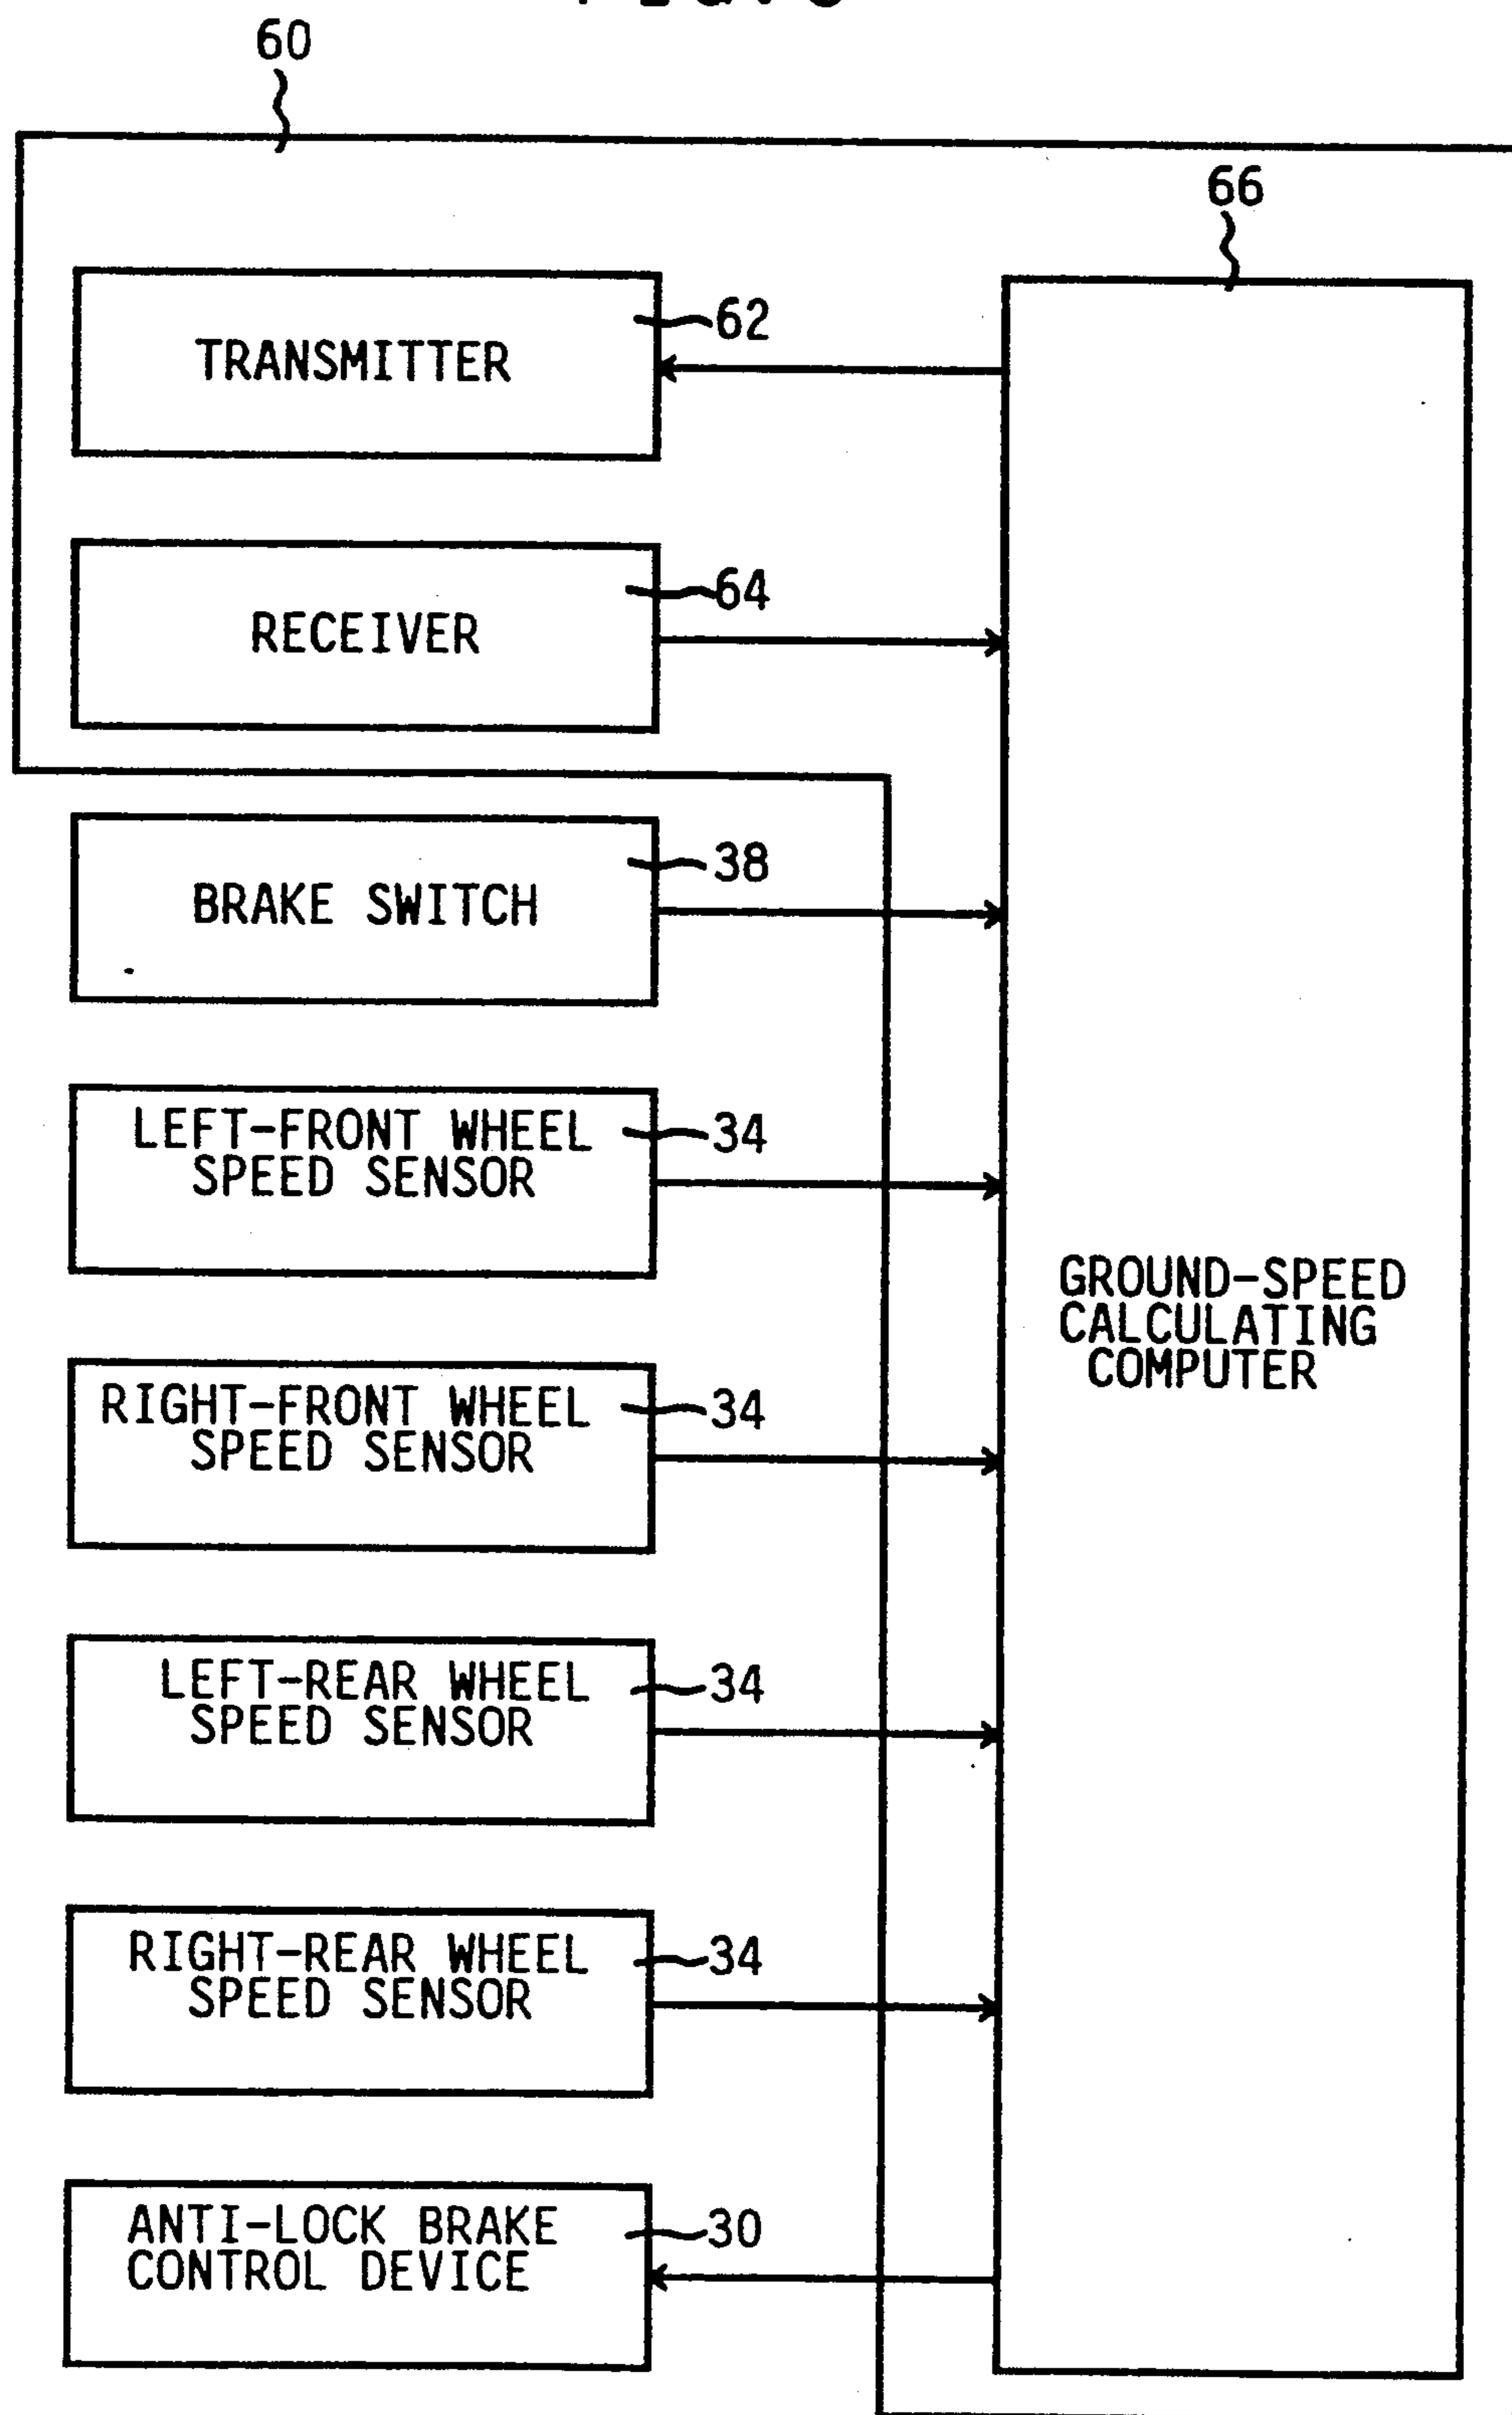 60
66
TRANSMITTER
62
RECEIVER
64
BRAKE SWITCH
38
LEFT-FRONT WHEEL
SPEED SENSOR
34
RIGHT-FRONT WHEEL
SPEED SENSOR
34
LEFT-REAR WHEEL
SPEED SENSOR
34
RIGHT-REAR WHEEL
SPEED SENSOR
34
ANTI-LOCK BRAKE
CONTROL DEVICE
30
GROUND-SPEED
CALCULATING
COMPUTER